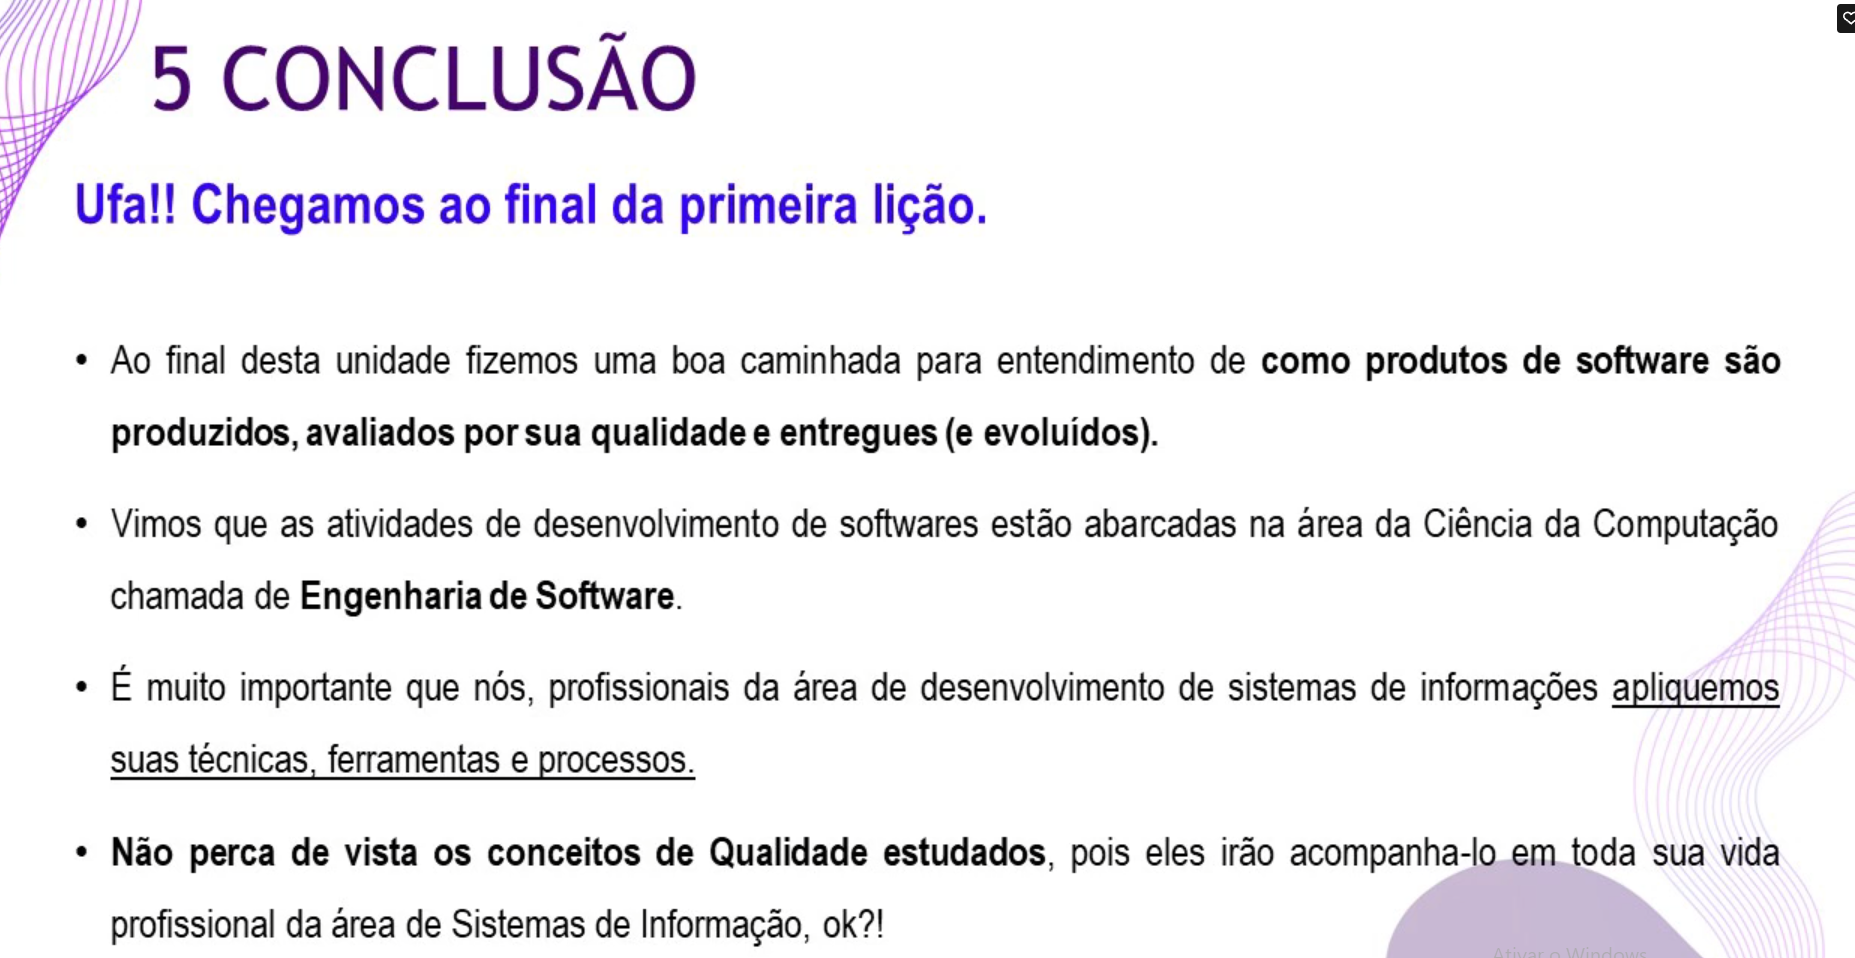 5 CONCLUSÃO
Ufa!! Chegamos ao final da primeira lição.
• Ao final desta unidade fizemos uma boa caminhada para entendimento de como produtos de software são
produzidos, avaliados por sua qualidade e entregues (e evoluídos).
• Vimos que as atividades de desenvolvimento de softwares estão abarcadas na área da Ciência da Computação
chamada de Engenharia de Software.
• É muito importante que nós, profissionais da área de desenvolvimento de sistemas de informações apliquemos
suas técnicas, ferramentas e processos.
• Não perca de vista os conceitos de Qualidade estudados, pois eles irão acompanha-lo em toda sua vida
profissional da área de Sistemas de Informação, ok?!
Ativar o Windows